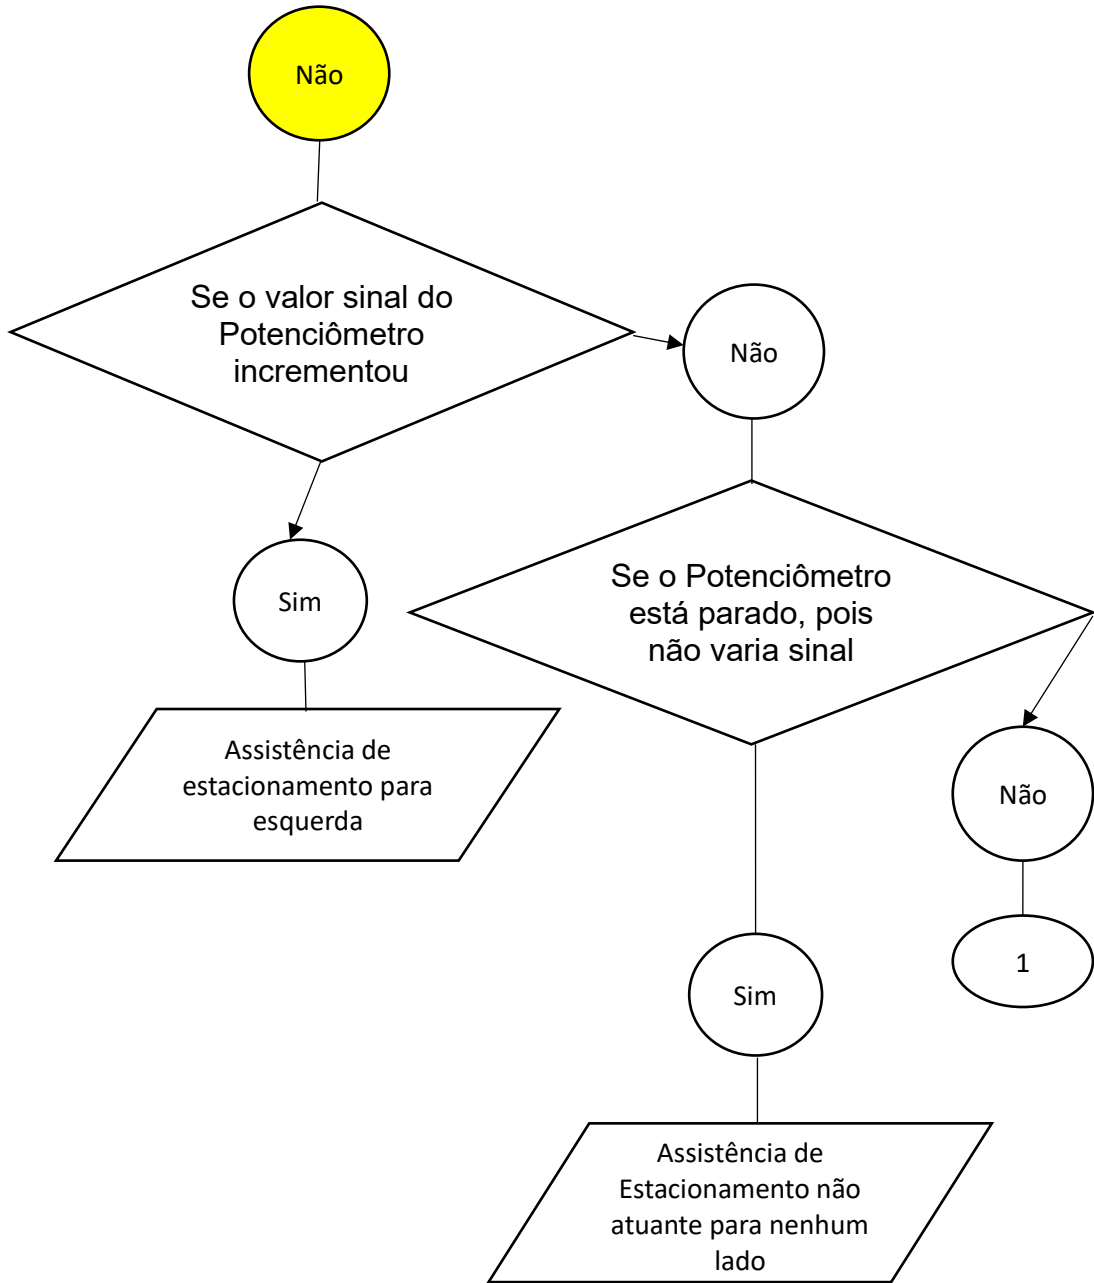 Não
Se o valor sinal do
Potenciômetro
incrementou
Não
Sim
Se o Potenciômetro
está parado, pois
não varia sinal
Assistência de
estacionamento para
esquerda
Não
1
Sim
Assistência de
Estacionamento não
atuante para nenhum
lado